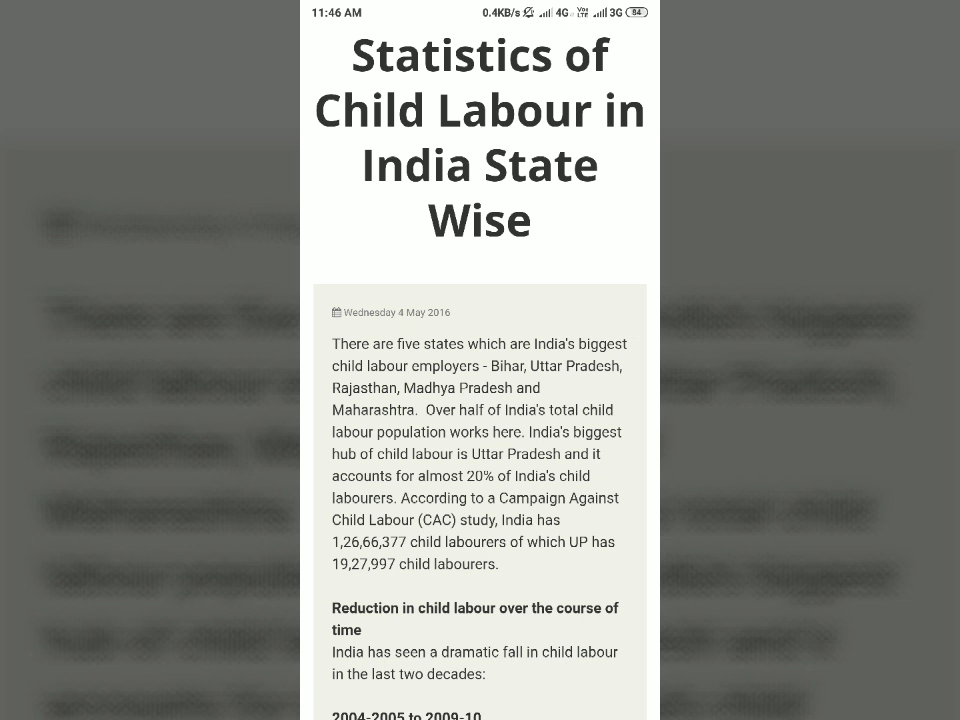 11:46 AM 0.4KB/s 4G Vo LTE 3G 84
Statistics of
Child Labour in
India State
Wise
Wednesday 4 May 2016
There are five states which are India's biggest
child labour employers - Bihar, Uttar Pradesh,
Rajasthan, Madhya Pradesh and
Maharashtra.  Over half of India's total child
labour population works here. India's biggest
hub of child labour is Uttar Pradesh and it
accounts for almost 20% of India's child
labourers. According to a Campaign Against
Child Labour (CAC) study, India has
1,26,66,377 child labourers of which UP has
19,27,997 child labourers.
Reduction in child labour over the course of
time
India has seen a dramatic fall in child labour
in the last two decades:
2004-2005 to 2009-10